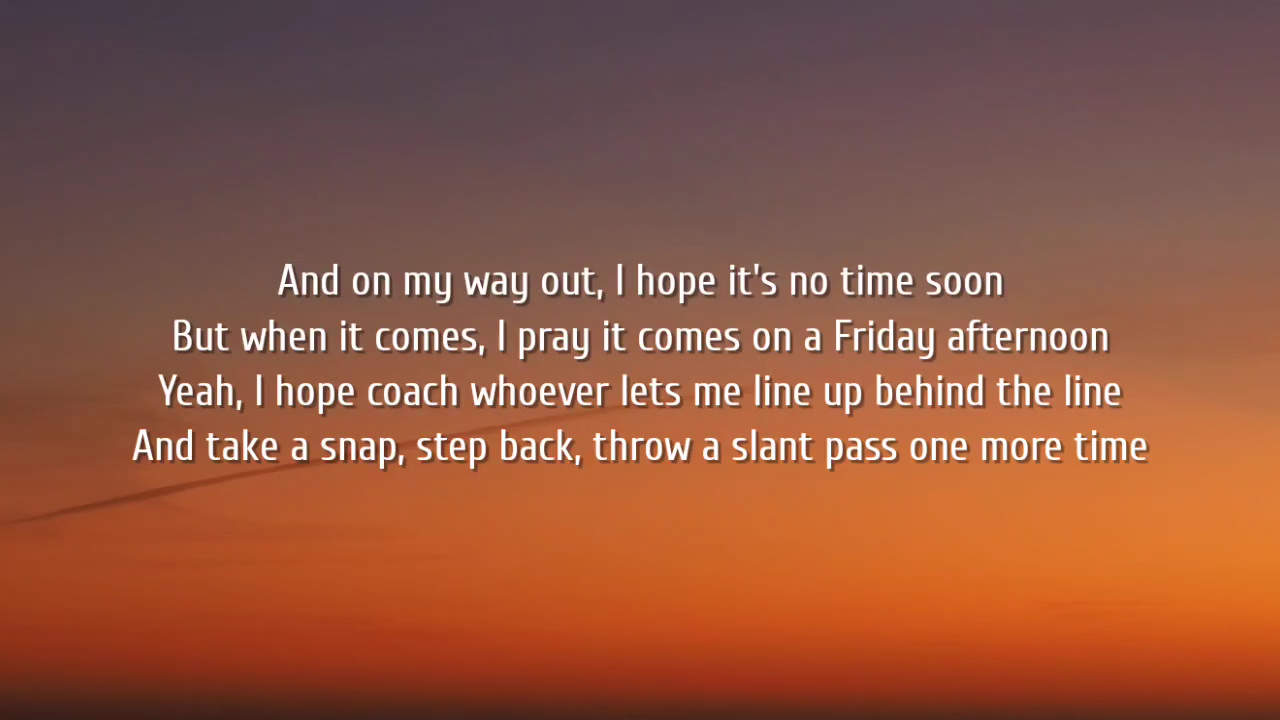 And on my way out, I hope it's no time soon
But when it comes, I pray it comes on a Friday afternoon
Yeah, I hope coach whoever lets me line up behind the line
And take a snap, step back, throw a slant pass one more time